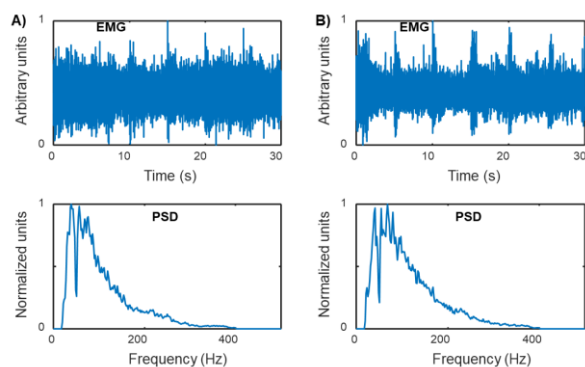 A)
EMG
Arbitrary units
1
0
0
10
20
30
Time (s)
B)
EMG
Arbitrary units
1
0
0
10
20
30
Time (s)
PSD
Normalized units
1
0
0
200
400
Frequency (Hz)
PSD
Normalized units
1
0
0
200
400
Frequency (Hz)